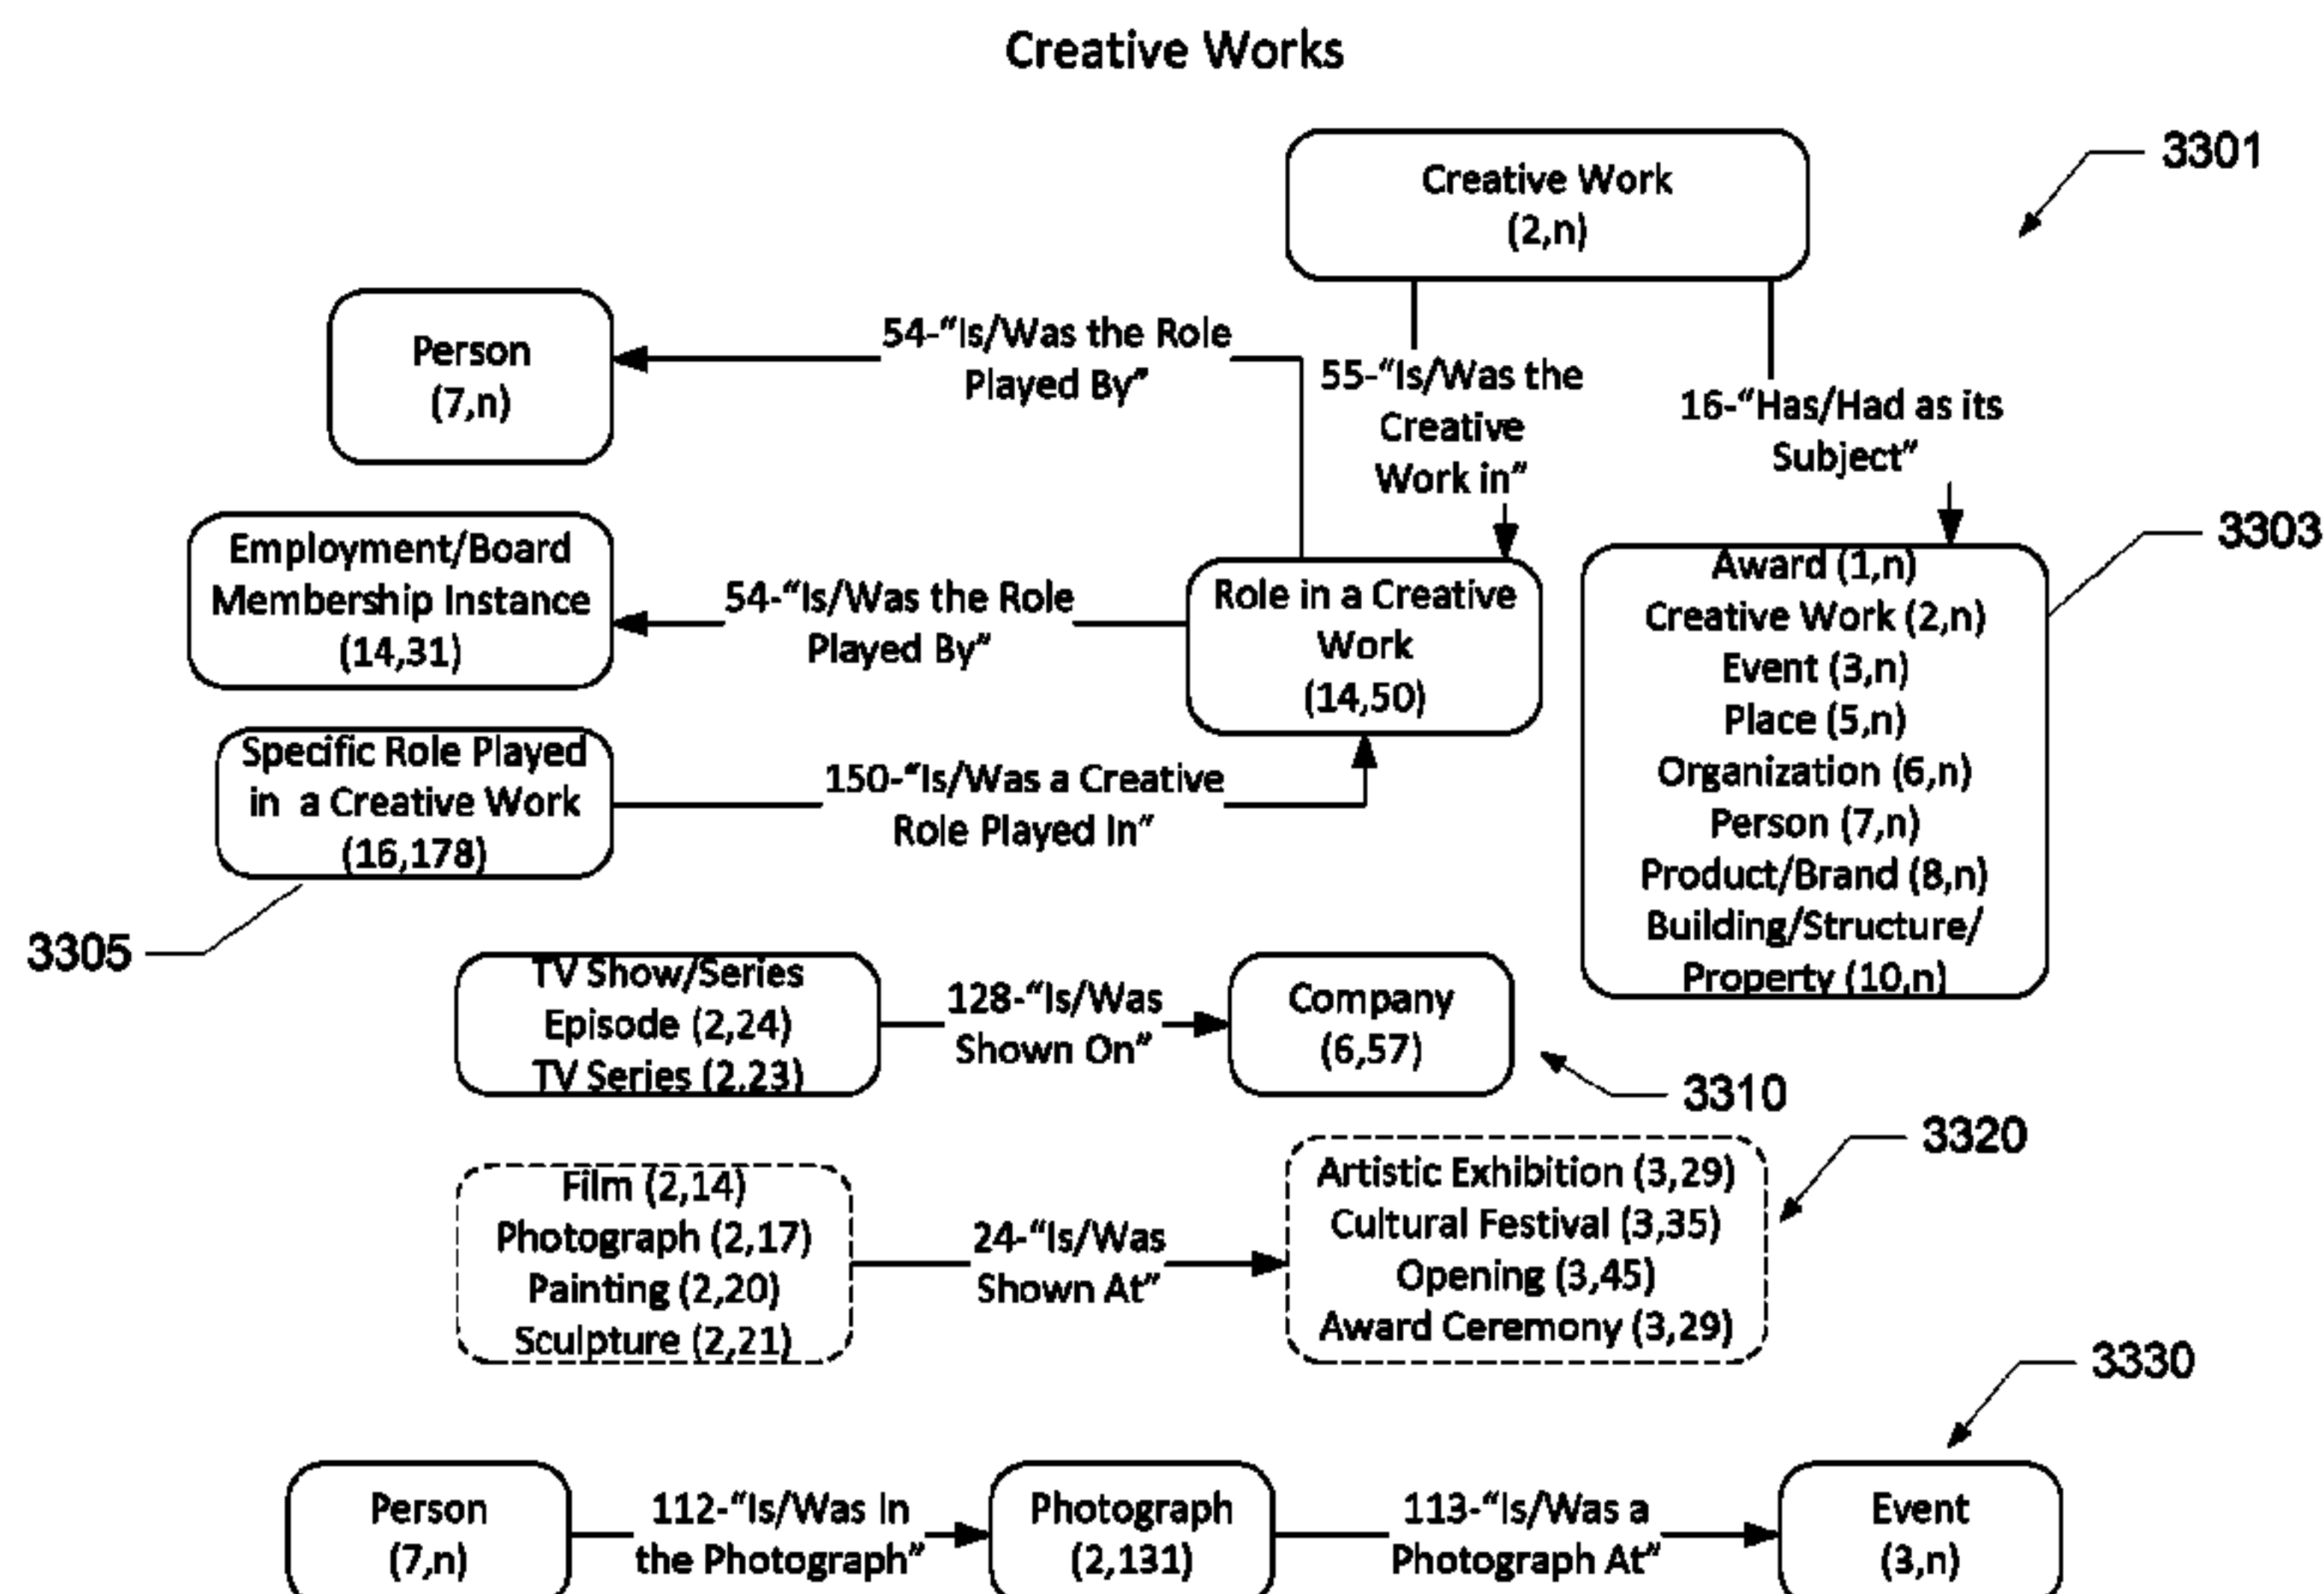 Creative Works
3301
Creative Work
(2,n)
Person
(7,n)
54-“Is/Was the Role
Played By”
55-“Is/Was the
Creative
Work in”
16-“Has/Had as its
Subject”
3303
Employment/Board
Membership Instance
(14,31)
54-“Is/Was the Role
Played By”
Role in a Creative
Work
(14,50)
Award (1,n)
Creative Work (2,n)
Event (3,n)
Place (5,n)
Organization (6,n)
Person (7,n)
Product/Brand (8,n)
Building/Structure/
Property (10,n)
Specific Role Played
in a Creative Work
(16,178)
150-“Is/Was a Creative
Role Played In”
3305
TV Show/Series
Episode (2,24)
TV Series (2,23)
128-“Is/Was
Shown On”
Company
(6,57)
3310
3320
Film (2,14)
Photograph (2,17)
Painting (2,20)
Sculpture (2,21)
24-“Is/Was
Shown At”
Artistic Exhibition (3,29)
Cultural Festival (3,35)
Opening (3,45)
Award Ceremony (3,29)
3330
Person
(7,n)
112-“Is/Was In
the Photograph”
Photograph
(2,131)
113-“Is/Was a
Photograph At”
Event
(3,n)